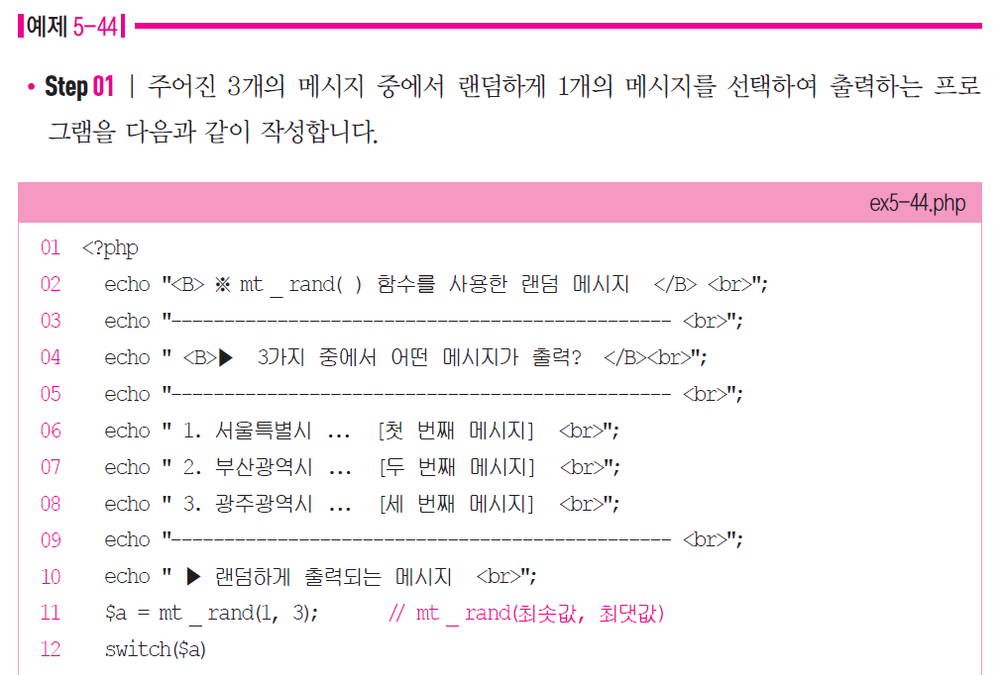 예제 5-44
• Step 01 | 주어진 3개의 메시지 중에서 랜덤하게 1개의 메시지를 선택하여 출력하는 프로
그램을 다음과 같이 작성합니다.
ex5-44.php
01 <?php
02 echo "<B> ※ mt _ rand( ) 함수를 사용한 랜덤 메시지 </B> <br>";
03 echo "----------------------------------------------- <br>";
04 echo " <B>▶ 3가지 중에서 어떤 메시지가 출력? </B><br>";
05 echo "----------------------------------------------- <br>";
06 echo " 1. 서울특별시 ... [첫 번째 메시지] <br>";
07 echo " 2. 부산광역시 ... [두 번째 메시지] <br>";
08 echo " 3. 광주광역시 ... [세 번째 메시지] <br>";
09 echo "----------------------------------------------- <br>";
10 echo " ▶ 랜덤하게 출력되는 메시지 <br>";
11 $a = mt _ rand(1, 3); // mt _ rand(최솟값, 최댓값)
12 switch($a)